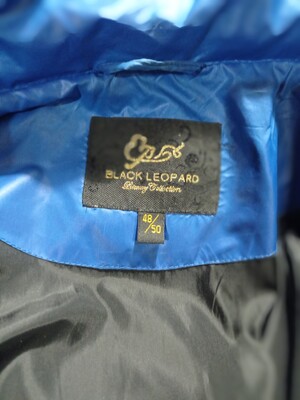 BLACK LEOPARD
Luxury Collection
48/
/50